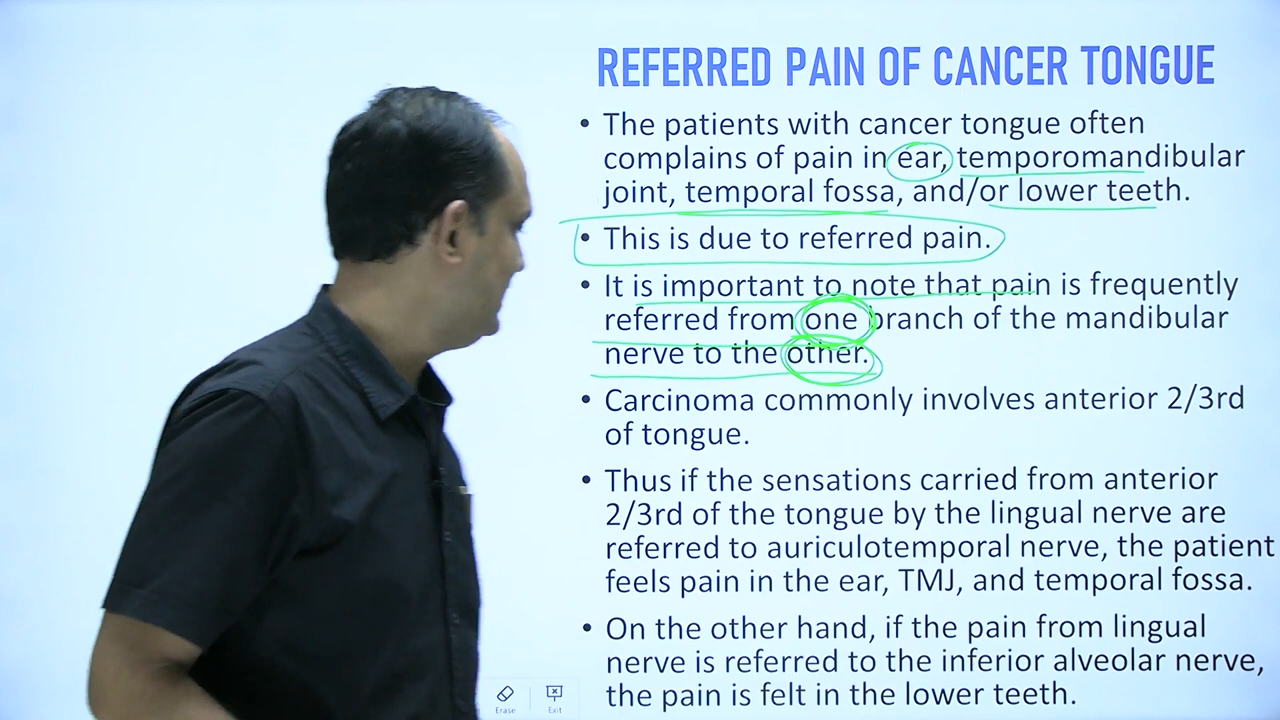 REFERRED PAIN OF CANCER TONGUE
• The patients with cancer tongue often
complains of pain in ear, temporomandibular
joint, temporal fossa, and/or lower teeth.
• This is due to referred pain.
• It is important to note that pain is frequently
referred from one branch of the mandibular
nerve to the other.
• Carcinoma commonly involves anterior 2/3rd
of tongue.
• Thus if the sensations carried from anterior
2/3rd of the tongue by the lingual nerve are
referred to auriculotemporal nerve, the patient
feels pain in the ear, TMJ, and temporal fossa.
• On the other hand, if the pain from lingual
nerve is referred to the inferior alveolar nerve,
the pain is felt in the lower teeth.
Erase Exit